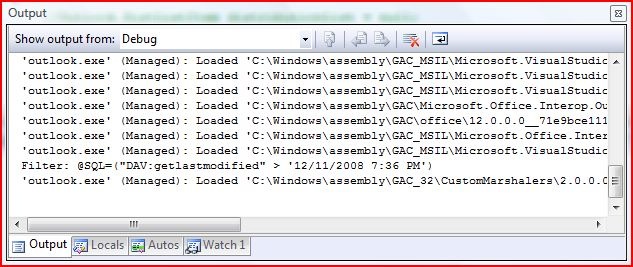 Output
Show output from: Debug
'outlook.exe' (Managed): Loaded 'C:\Windows\assembly\GAC_MSIL\Microsoft.VisualStudio
'outlook.exe' (Managed): Loaded 'C:\Windows\assembly\GAC_MSIL\Microsoft.VisualStudio
'outlook.exe' (Managed): Loaded 'C:\Windows\assembly\GAC_MSIL\Microsoft.VisualStudio
'outlook.exe' (Managed): Loaded 'C:\Windows\assembly\GAC\Microsoft.Office.Interop.Ou
'outlook.exe' (Managed): Loaded 'C:\Windows\assembly\GAC\office\12.0.0.0__71e9bce111
'outlook.exe' (Managed): Loaded 'C:\Windows\assembly\GAC_MSIL\Microsoft.Office.Inter
'outlook.exe' (Managed): Loaded 'C:\Windows\assembly\GAC_MSIL\Microsoft.VisualStudio
Filter: @SQL=("DAV:getlastmodified" > '12/11/2008 7:36 PM')
'outlook.exe' (Managed): Loaded 'C:\Windows\assembly\GAC_32\CustomMarshalers\2.0.0.0
Output Locals Autos Watch 1